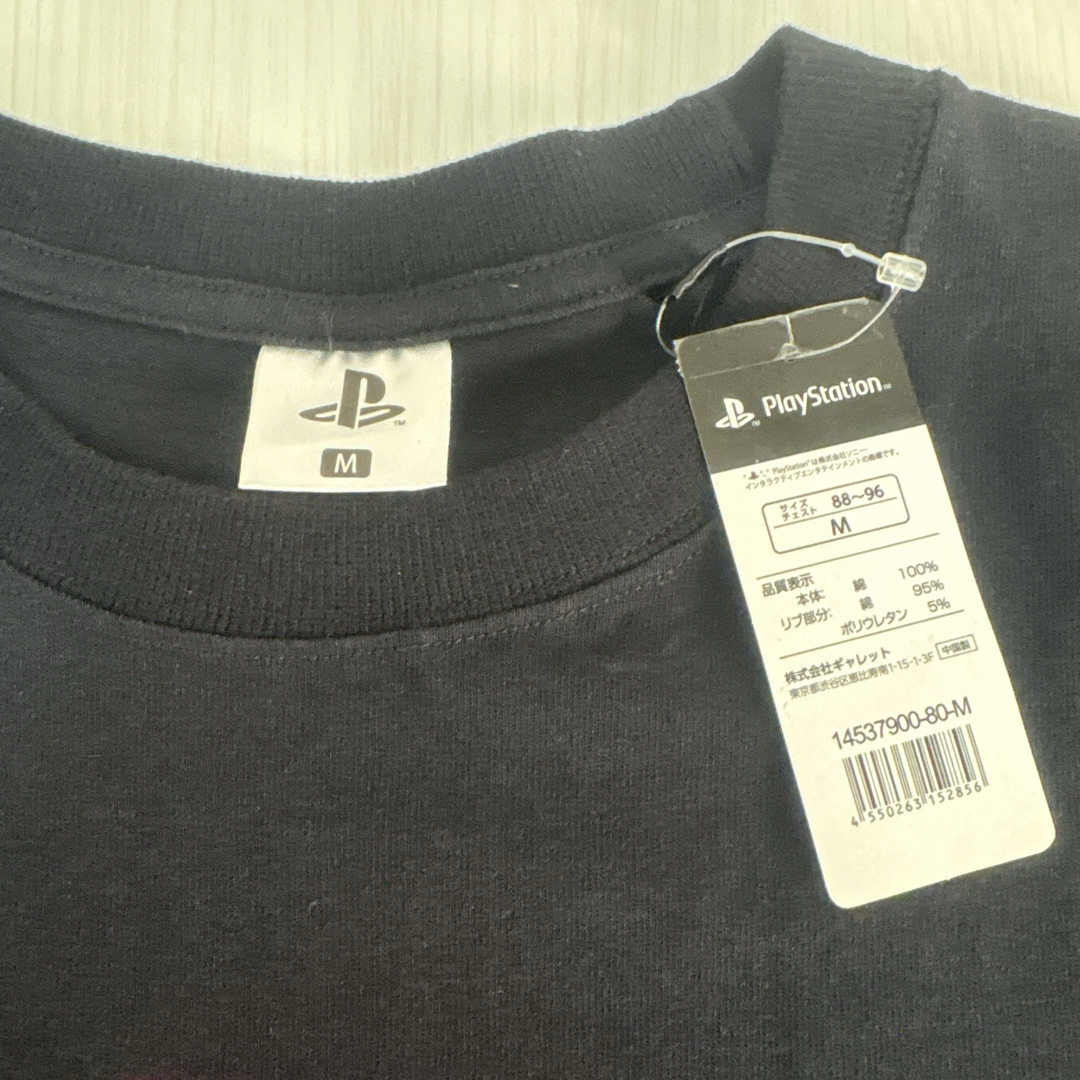 TM
M
PlayStation™
TM
PlayStation®は株式会社ソニー・
インタラクティブエンタテインメントの商標です。
サイズ
チェスト 88～96
M
品質表示
本体: 綿 100%
リブ部分: 綿 95%
ポリウレタン 5%
株式会社ギャレット
東京都渋谷区恵比寿南1-15-1-3F 中国製
14537900-80-M
4 550263 152856